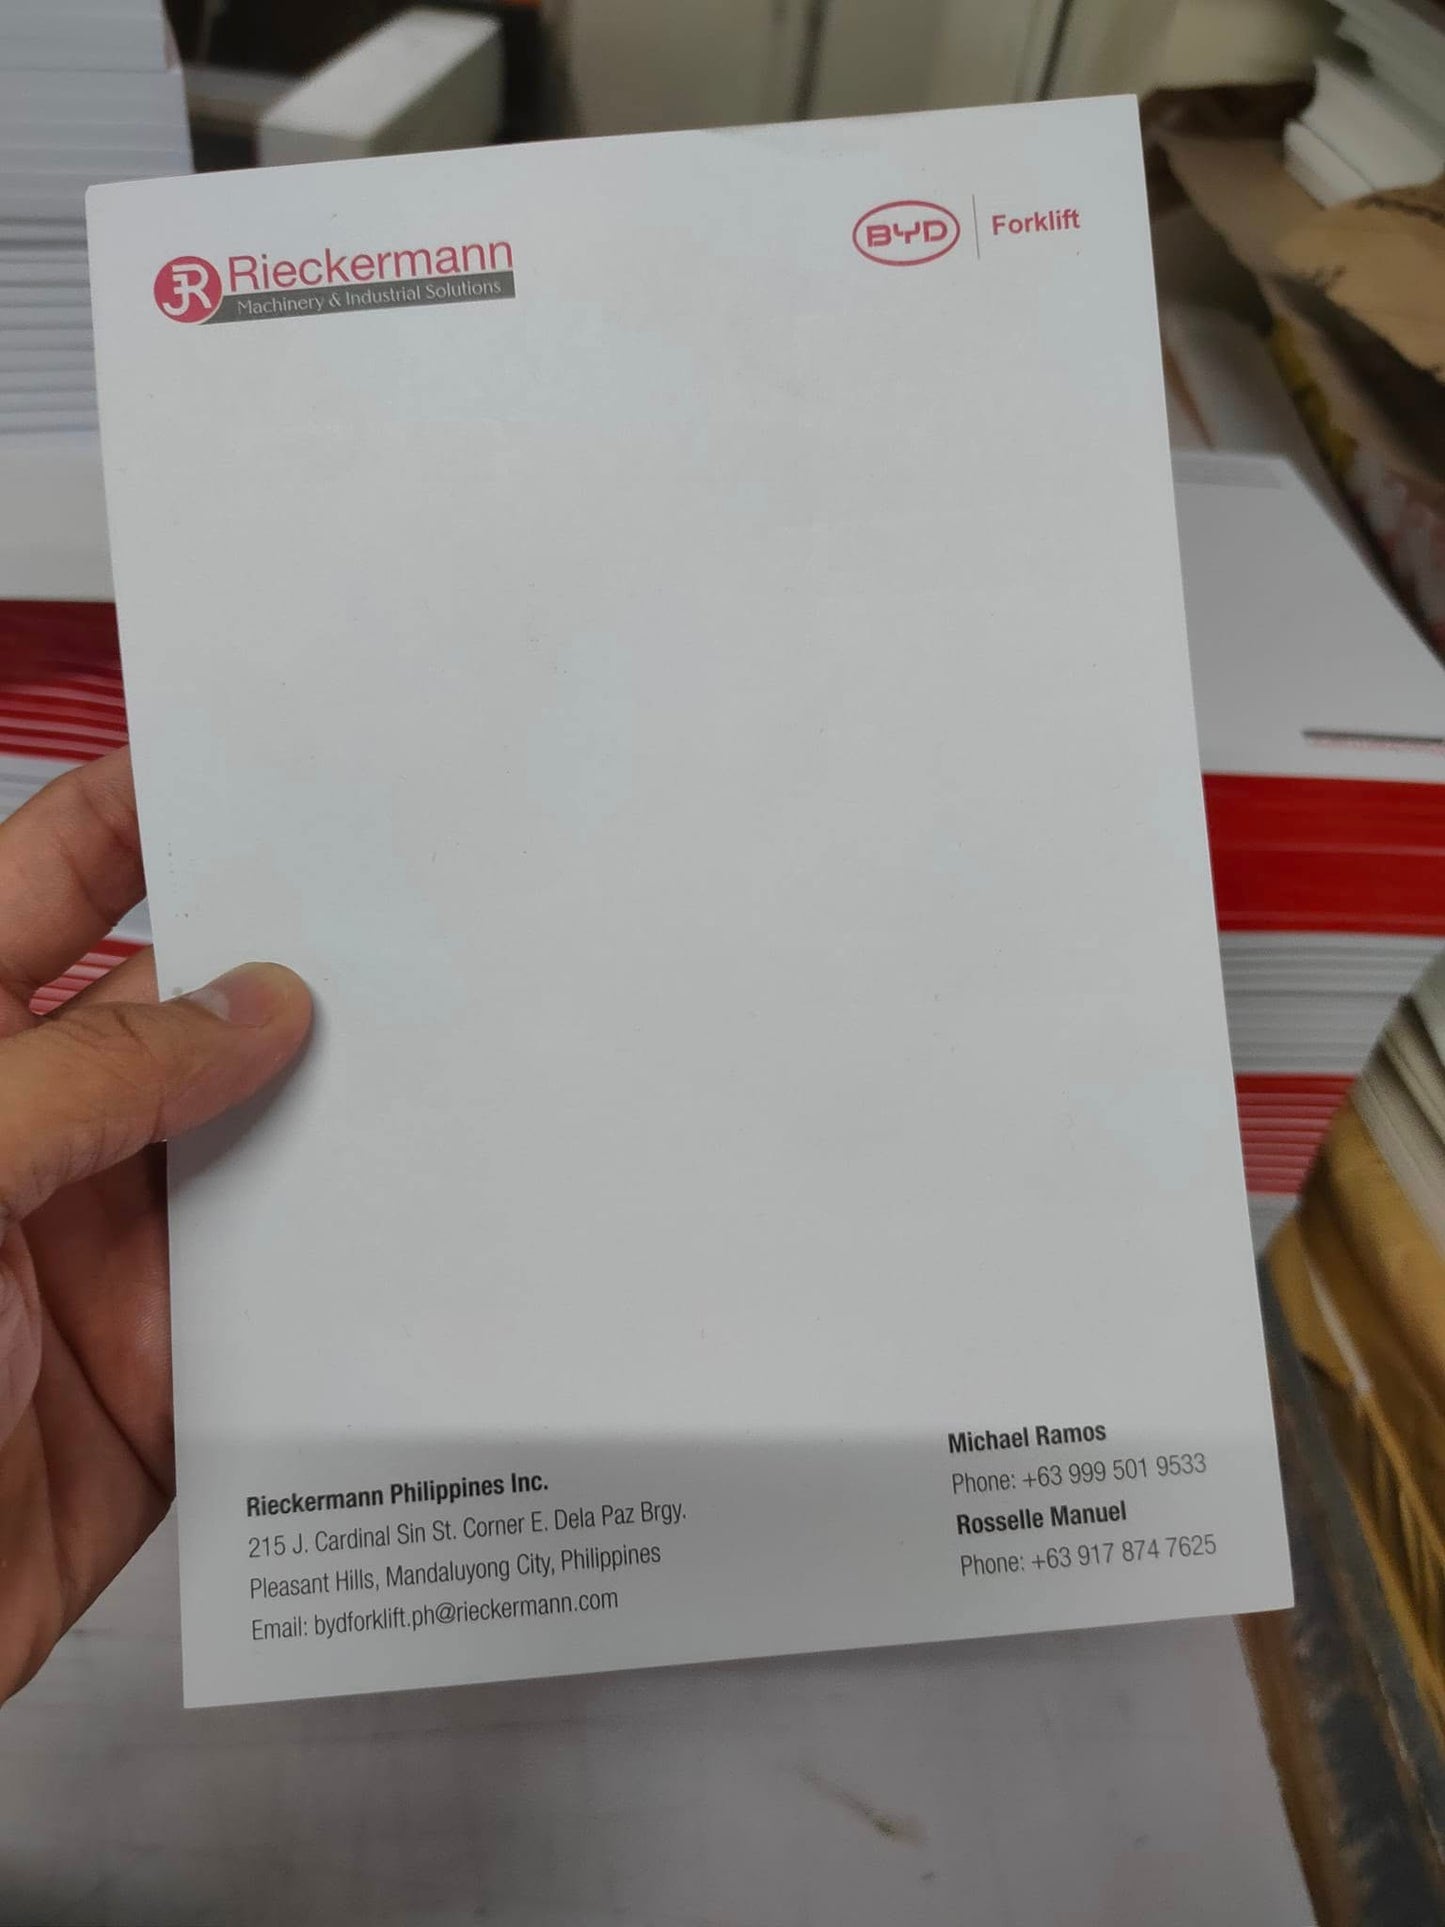 JR Rieckermann
Machinery & Industrial Solutions
BYD Forklift
Rieckermann Philippines Inc.
215 J. Cardinal Sin St. Corner E. Dela Paz Brgy.
Pleasant Hills, Mandaluyong City, Philippines
Email: bydforklift.ph@rieckermann.com
Michael Ramos
Phone: +63 999 501 9533
Rosselle Manuel
Phone: +63 917 874 7625